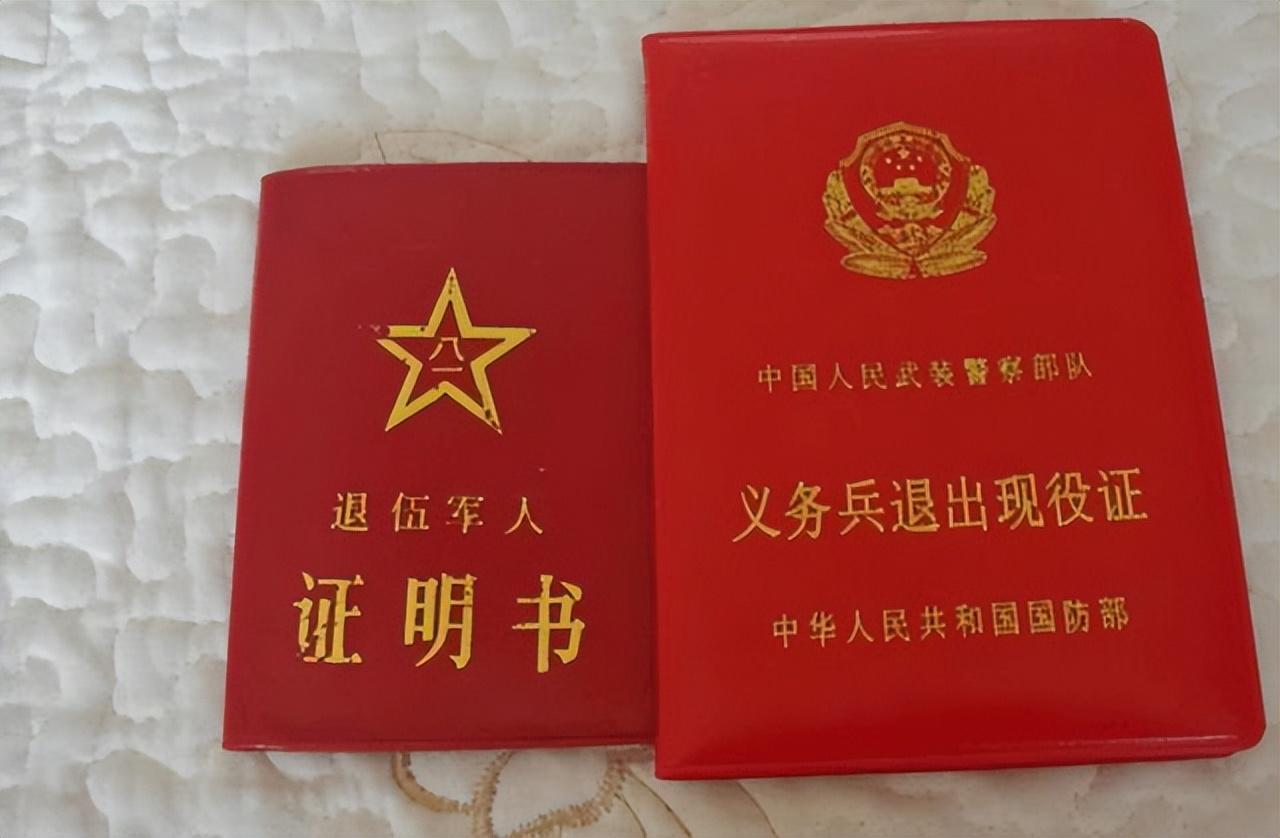 八一
退伍军人
证明书
中国人民武装警察部队
义务兵退出现役证
中华人民共和国国防部